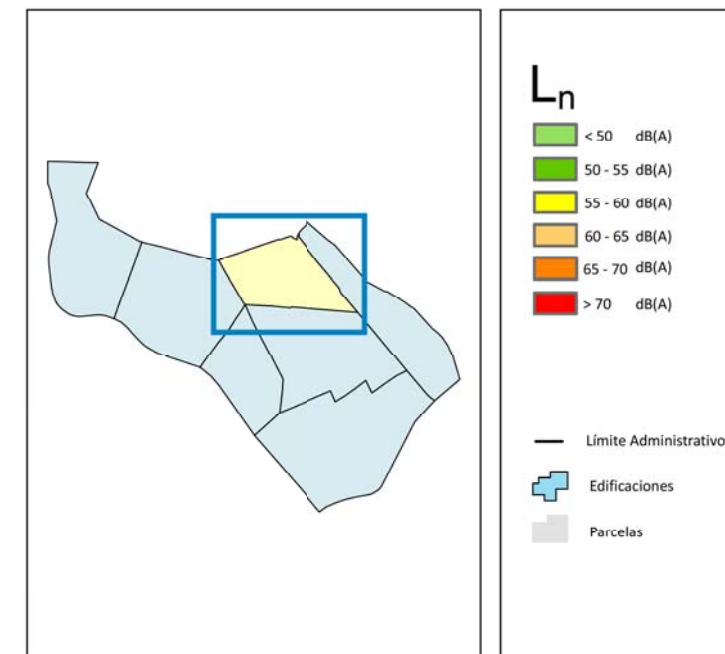 Ln
< 50 dB(A)
50 - 55 dB(A)
55 - 60 dB(A)
60 - 65 dB(A)
65 - 70 dB(A)
> 70 dB(A)
Límite Administrativo
Edificaciones
Parcelas